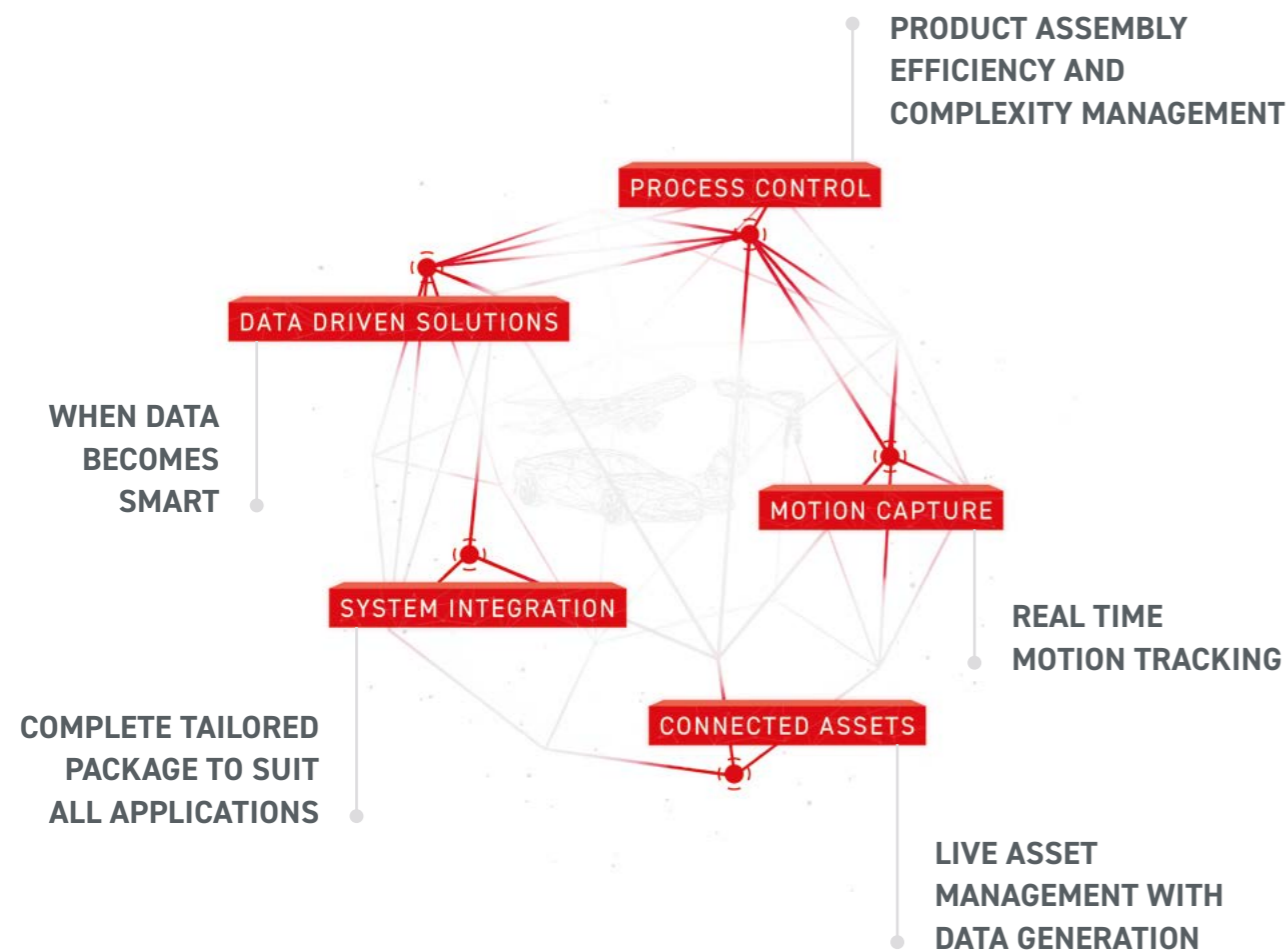 PRODUCT ASSEMBLY
EFFICIENCY AND
COMPLEXITY MANAGEMENT
PROCESS CONTROL
DATA DRIVEN SOLUTIONS
WHEN DATA
BECOMES
SMART
MOTION CAPTURE
REAL TIME
MOTION TRACKING
SYSTEM INTEGRATION
COMPLETE TAILORED
PACKAGE TO SUIT
ALL APPLICATIONS
CONNECTED ASSETS
LIVE ASSET
MANAGEMENT WITH
DATA GENERATION